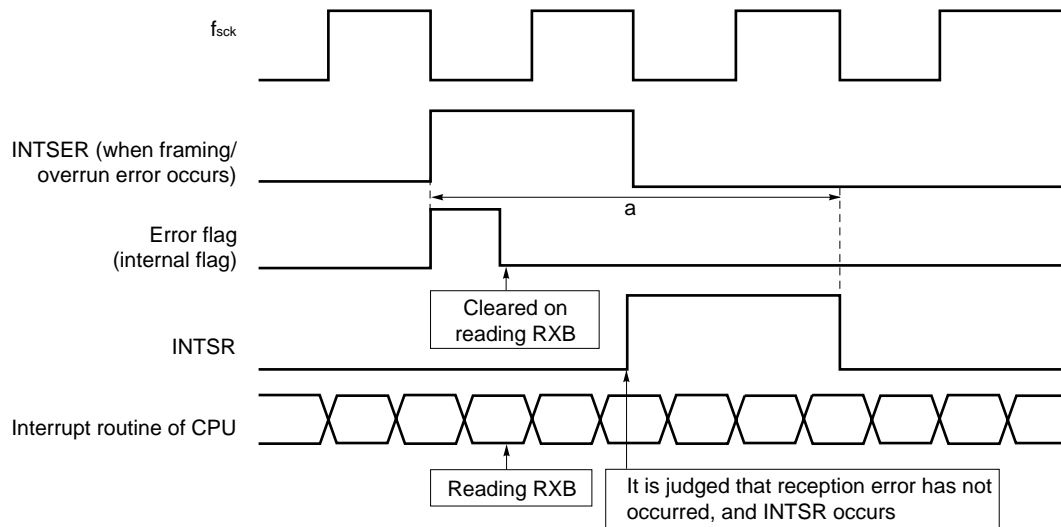 fsck
INTSER (when framing/
overrun error occurs)
a
Error flag
(internal flag)
Cleared on
reading RXB
INTSR
Interrupt routine of CPU
Reading RXB
It is judged that reception error has not
occurred, and INTSR occurs